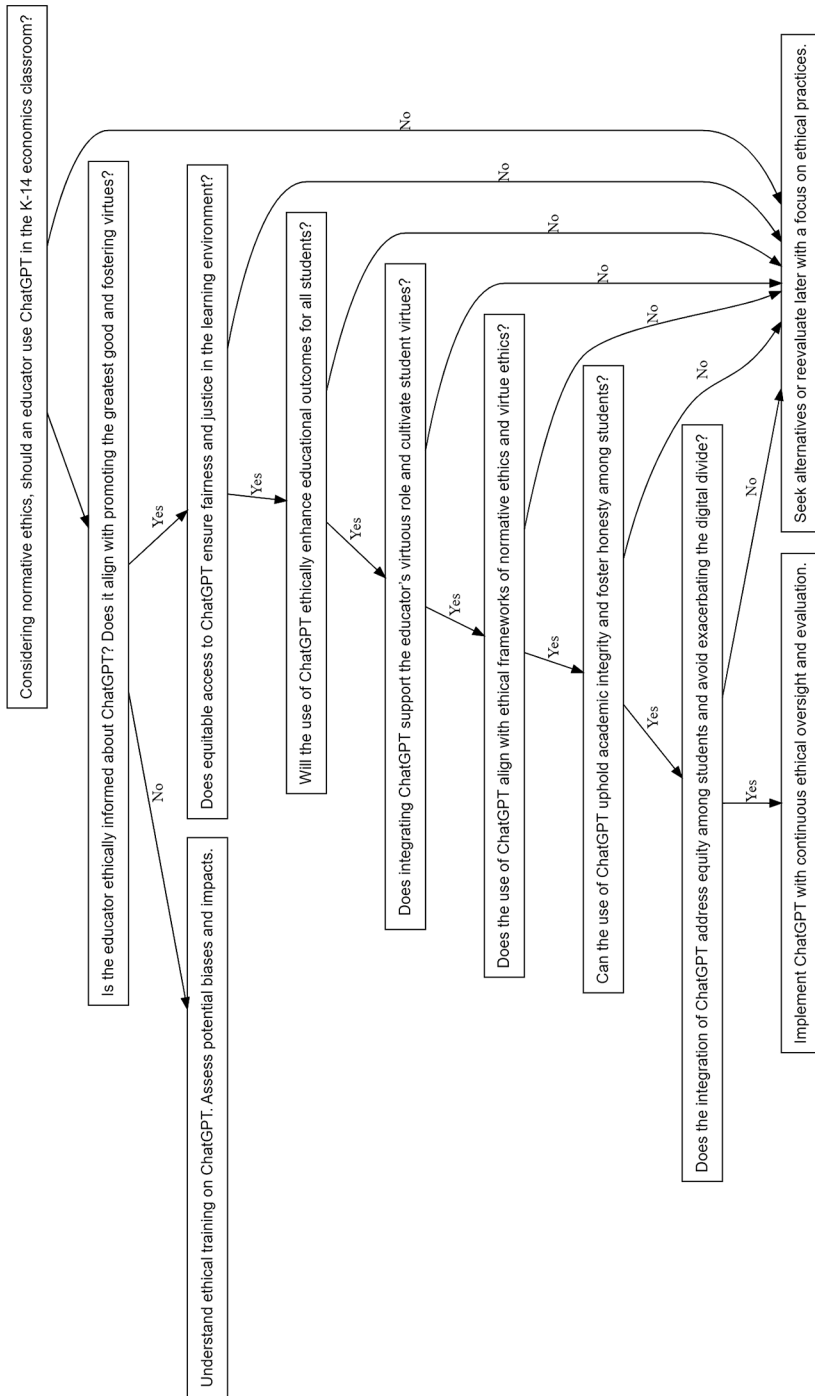 Considering normative ethics, should an educator use ChatGPT in the K-14 economics classroom?
No
Is the educator ethically informed about ChatGPT? Does it align with promoting the greatest good and fostering virtues?
Yes
No
Understand ethical training on ChatGPT. Assess potential biases and impacts.
Does equitable access to ChatGPT ensure fairness and justice in the learning environment?
Yes
No
Will the use of ChatGPT ethically enhance educational outcomes for all students?
Yes
No
Does integrating ChatGPT support the educator's virtuous role and cultivate student virtues?
Yes
No
Does the use of ChatGPT align with ethical frameworks of normative ethics and virtue ethics?
Yes
No
Can the use of ChatGPT uphold academic integrity and foster honesty among students?
Yes
No
Does the integration of ChatGPT address equity among students and avoid exacerbating the digital divide?
Yes
No
Implement ChatGPT with continuous ethical oversight and evaluation.
Seek alternatives or reevaluate later with a focus on ethical practices.